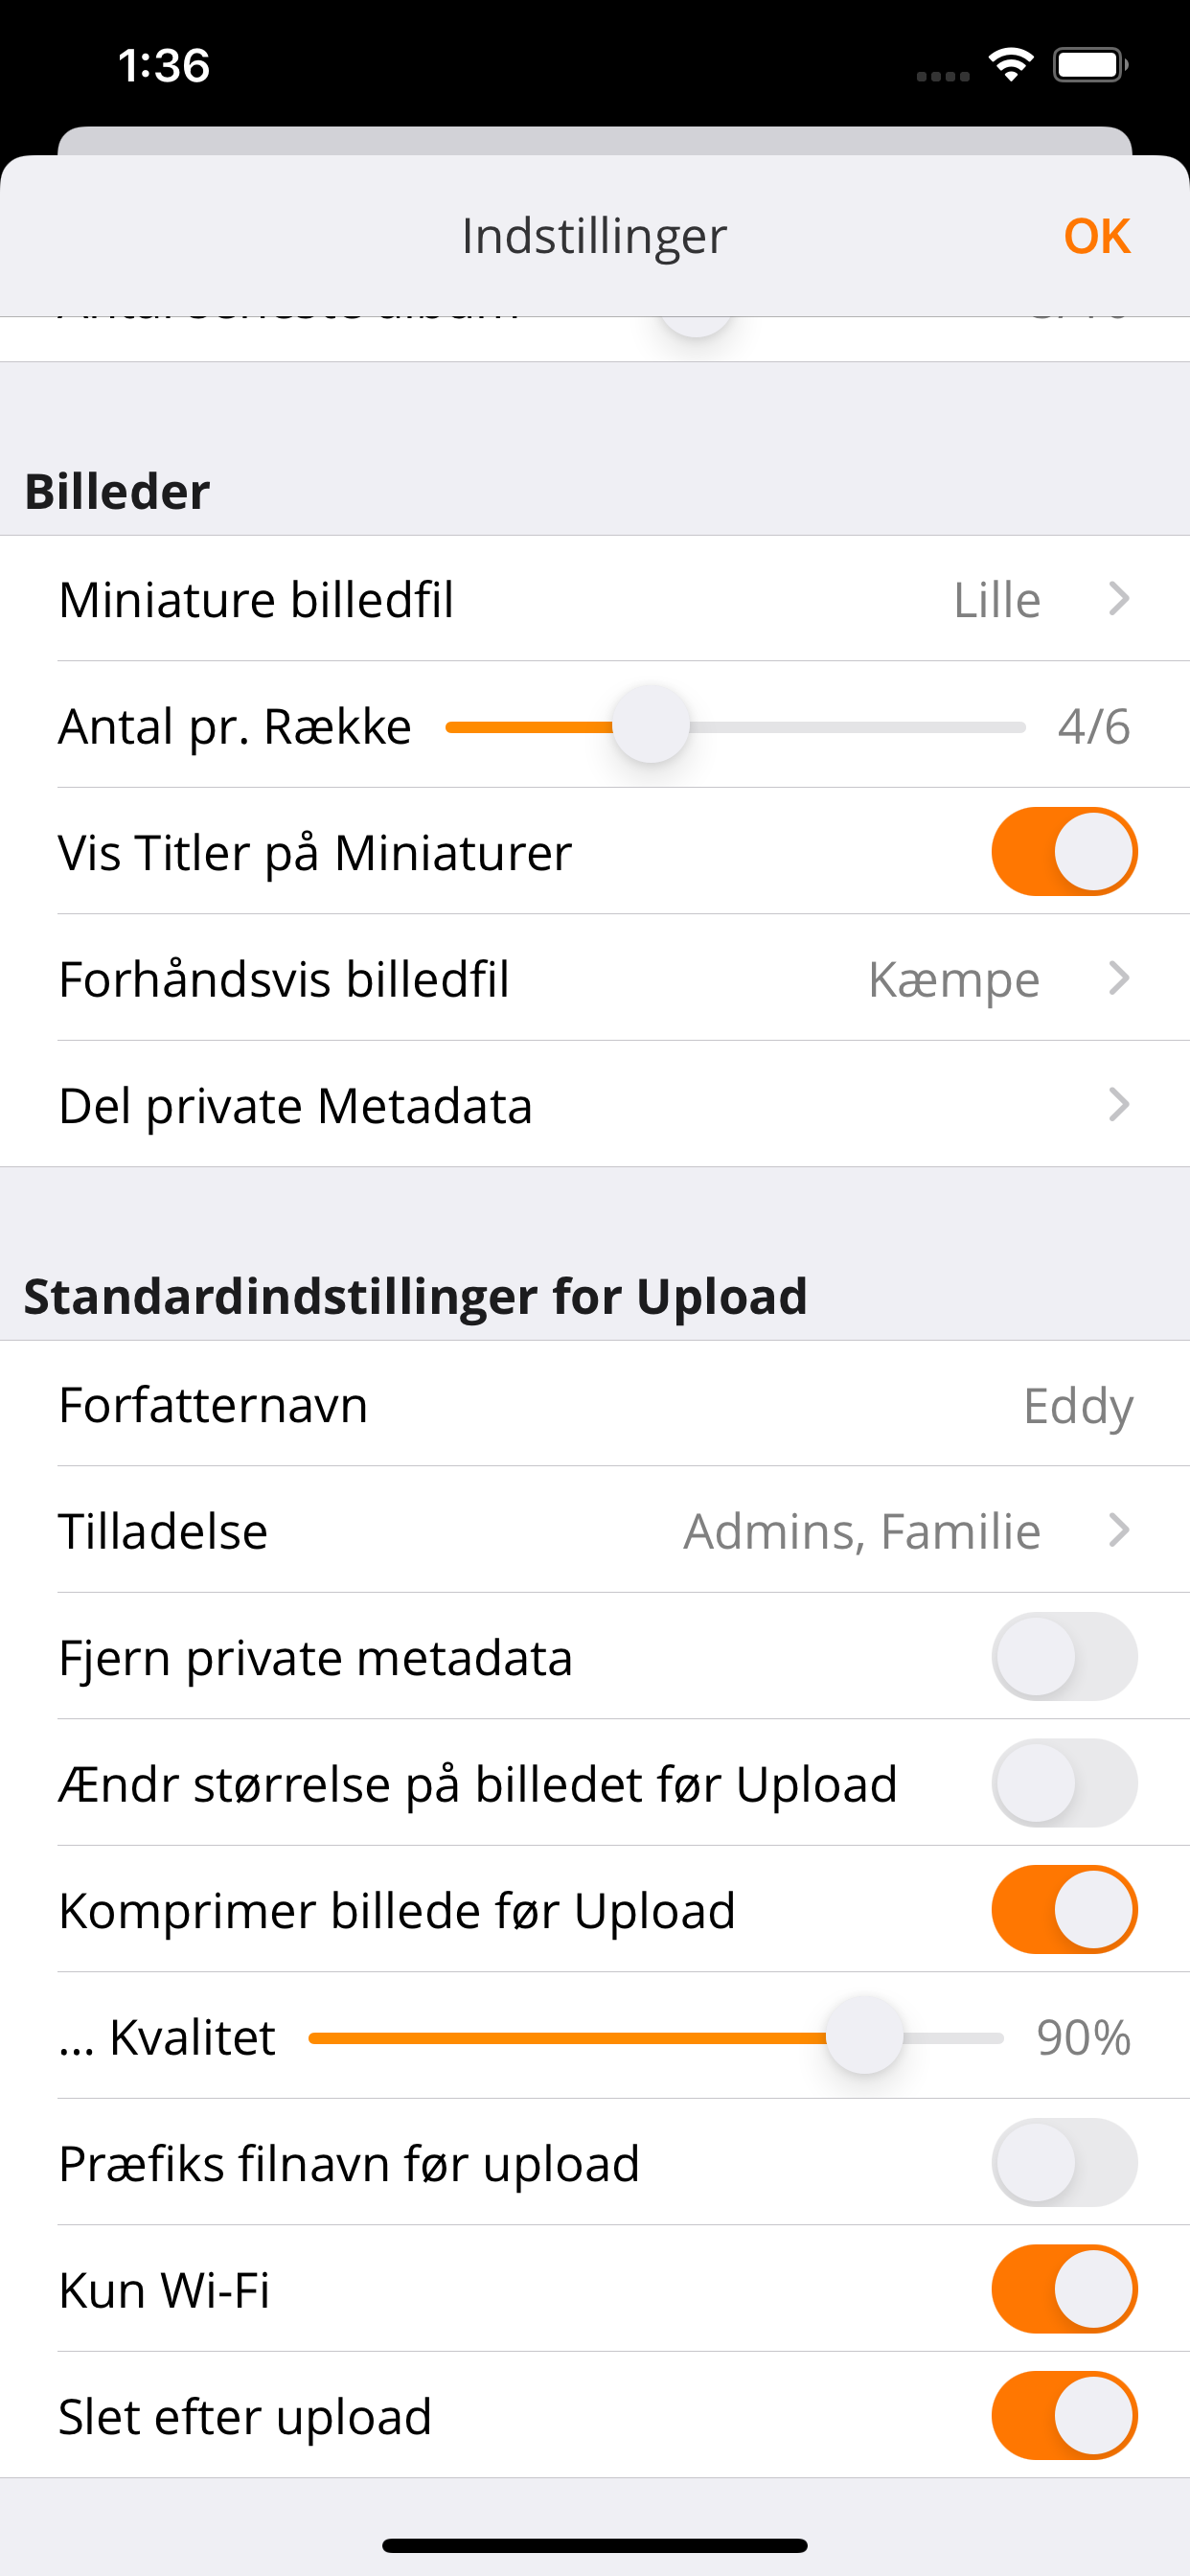 1:36
Indstillinger
OK
Billeder
Miniature billedfil Lille
Antal pr. Række 4/6
Vis Titler på Miniaturer
Forhåndsvis billedfil Kæmpe
Del private Metadata
Standardindstillinger for Upload
Forfatternavn Eddy
Tilladelse Admins, Familie
Fjern private metadata
Ændr størrelse på billedet før Upload
Komprimer billede før Upload
... Kvalitet 90%
Præfiks filnavn før upload
Kun Wi-Fi
Slet efter upload